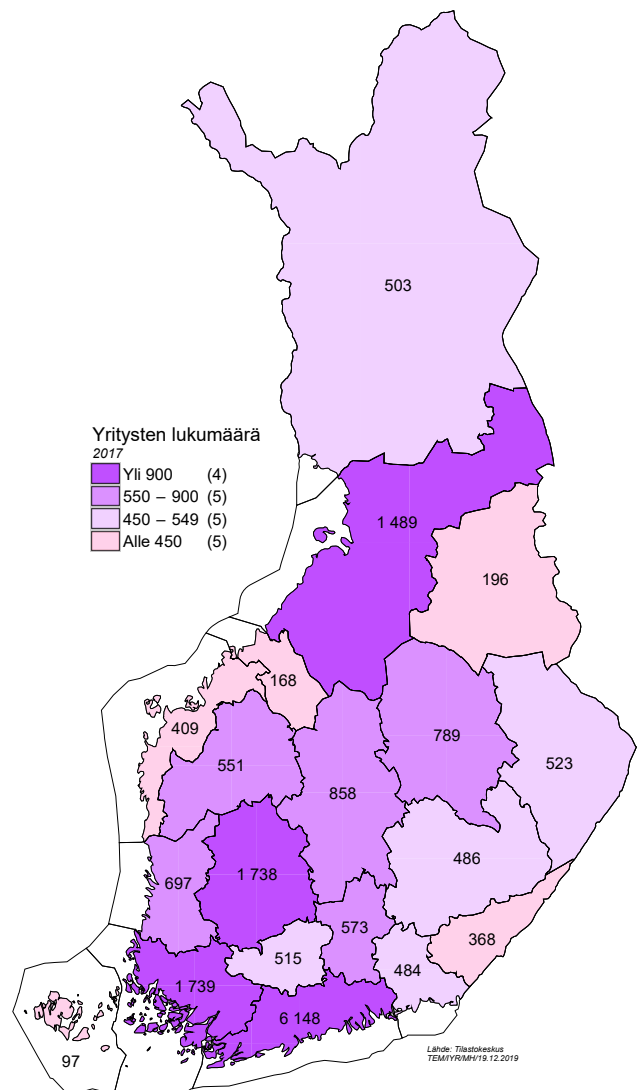 503
Yritysten lukumäärä
2017
Yli 900 (4)
550 – 900 (5)
450 – 549 (5)
Alle 450 (5)
1 489
196
168
409
789
551
523
858
486
1 738
697
573
368
515
484
1 739
6 148
97
Lähde: Tilastokeskus
TEM/IYR/MH/19.12.2019